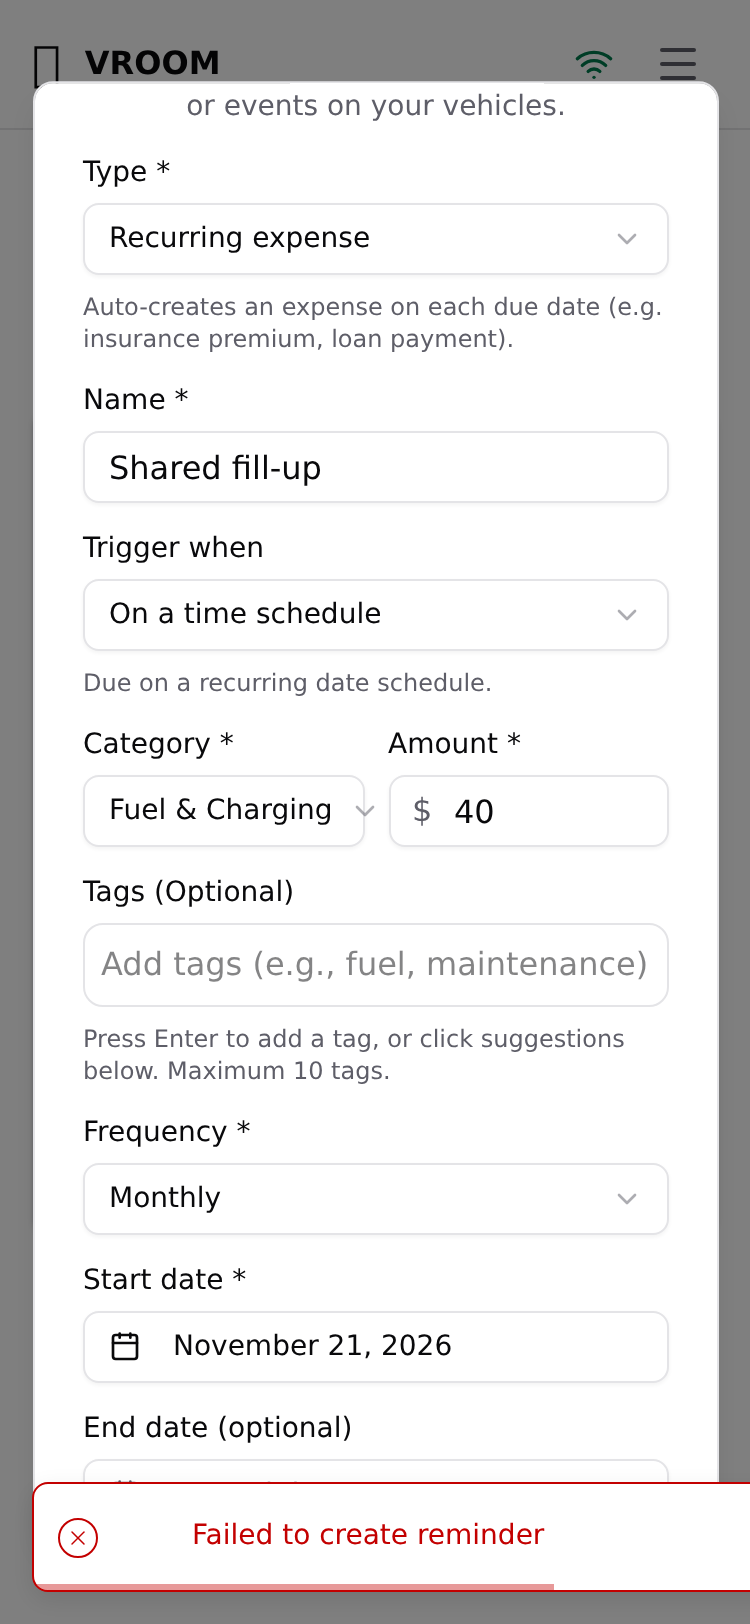 VROOM
or events on your vehicles.
Type *
Recurring expense
Auto-creates an expense on each due date (e.g.
insurance premium, loan payment).
Name *
Shared fill-up
Trigger when
On a time schedule
Due on a recurring date schedule.
Category *
Amount *
Fuel & Charging
$ 40
Tags (Optional)
Add tags (e.g., fuel, maintenance)
Press Enter to add a tag, or click suggestions
below. Maximum 10 tags.
Frequency *
Monthly
Start date *
November 21, 2026
End date (optional)
Failed to create reminder